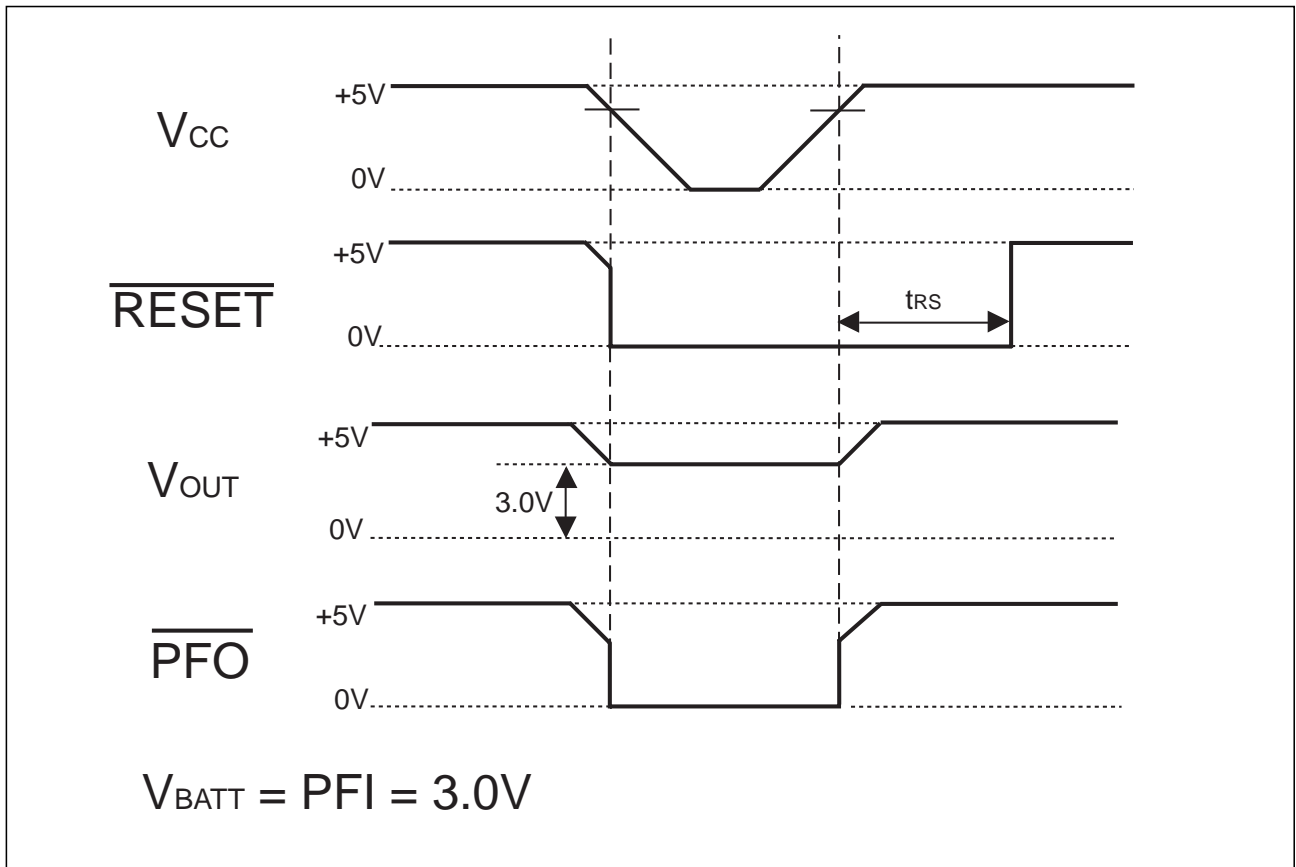 +5V
VCC
0V
+5V
RESET
tRS
0V
+5V
VOUT
3.0V
0V
+5V
PFO
0V
VBATT = PFI = 3.0V